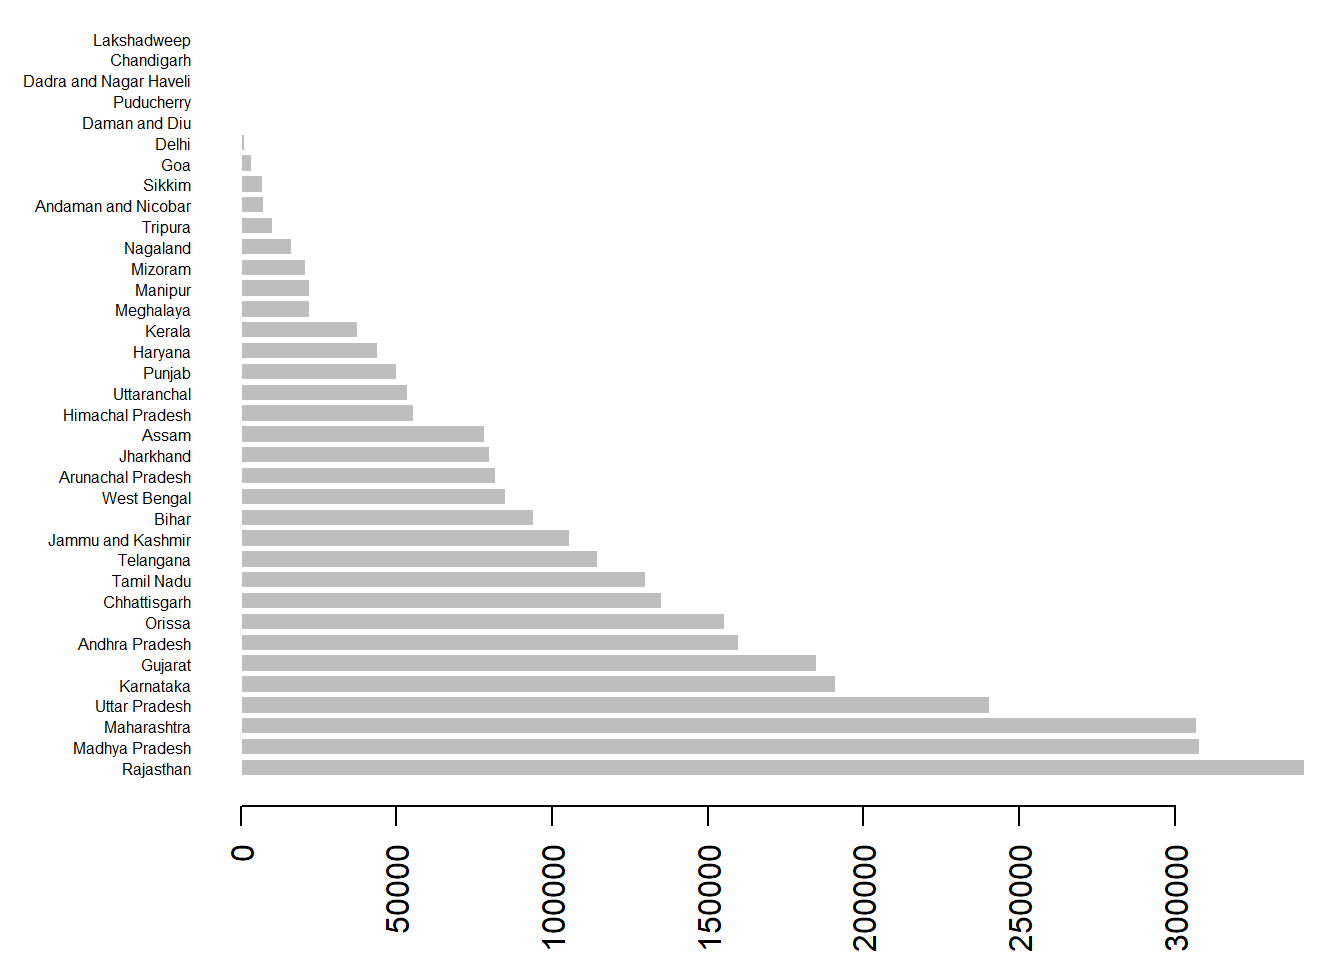 Lakshadweep
Chandigarh
Dadra and Nagar Haveli
Puducherry
Daman and Diu
Delhi
Goa
Sikkim
Andaman and Nicobar
Tripura
Nagaland
Mizoram
Manipur
Meghalaya
Kerala
Haryana
Punjab
Uttaranchal
Himachal Pradesh
Assam
Jharkhand
Arunachal Pradesh
West Bengal
Bihar
Jammu and Kashmir
Telangana
Tamil Nadu
Chhattisgarh
Orissa
Andhra Pradesh
Gujarat
Karnataka
Uttar Pradesh
Maharashtra
Madhya Pradesh
Rajasthan
0
50000
100000
150000
200000
250000
300000